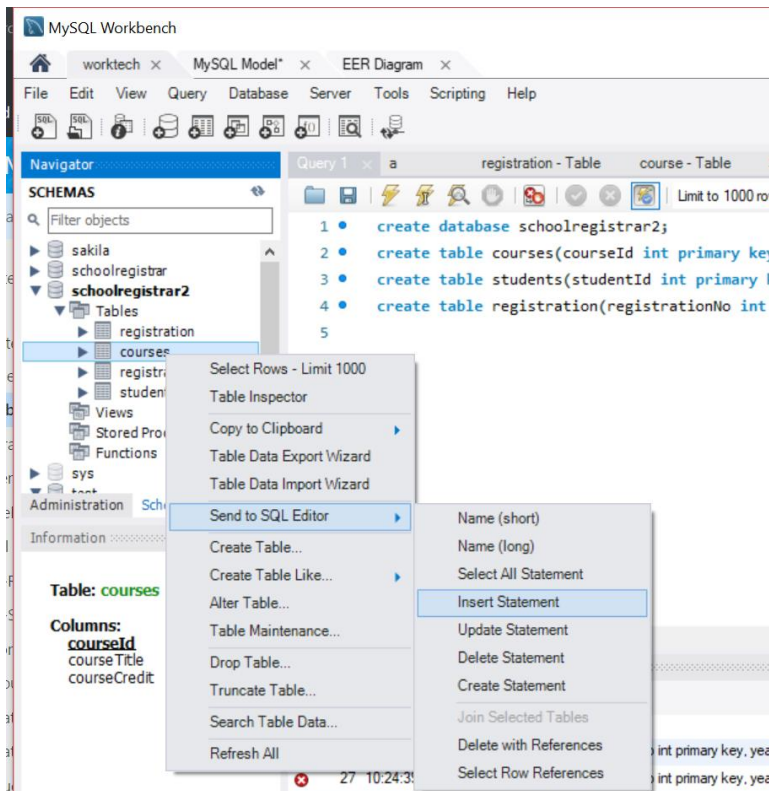 MySQL Workbench
worktech × MySQL Model* × EER Diagram ×
File Edit View Query Database Server Tools Scripting Help
Navigator
SCHEMAS
Filter objects
sakila
schoolregistrar
schoolregistrar2
Tables
registration
courses
registra
studen
Views
Stored Pro
Functions
sys
Administration Sch
Information
Table: courses
Columns:
courseId
courseTitle
courseCredit
Query 1 × a registration - Table course - Table
Limit to 1000 ro
1 create database schoolregistrar2;
2 create table courses(courseId int primary key
3 create table students(studentId int primary
4 create table registration(registrationNo int
5
Select Rows - Limit 1000
Table Inspector
Copy to Clipboard
Table Data Export Wizard
Table Data Import Wizard
Send to SQL Editor
Create Table...
Create Table Like...
Alter Table...
Table Maintenance...
Drop Table...
Truncate Table...
Search Table Data...
Refresh All
Name (short)
Name (long)
Select All Statement
Insert Statement
Update Statement
Delete Statement
Create Statement
Join Selected Tables
Delete with References
Select Row References
int primary key, yea
27 10:24:3
int primary key, yea